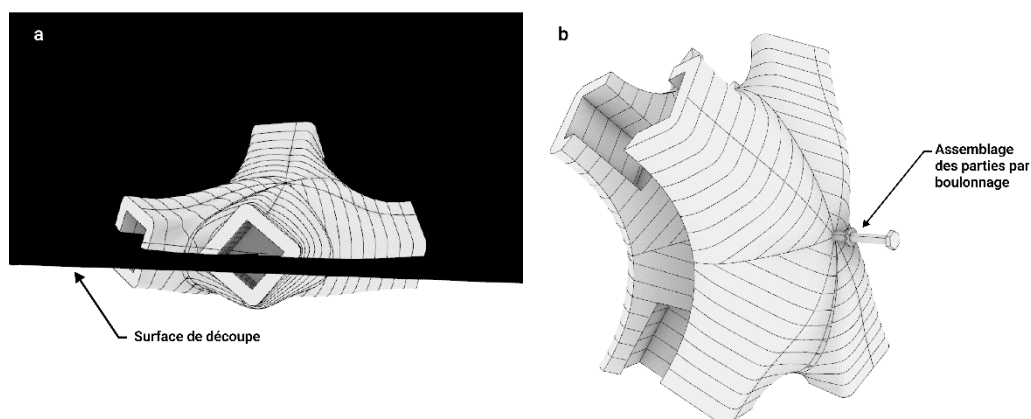 a
b
Assemblage
des parties par
boulonnage
Surface de découpe